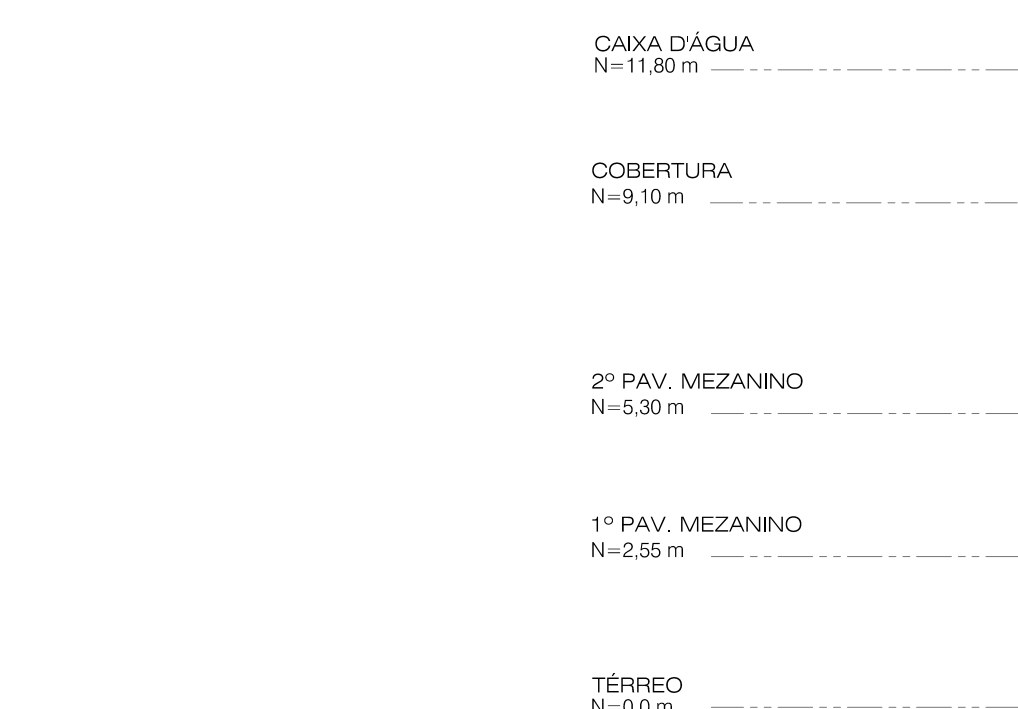 CAIXA D'ÁGUA
N=11,80 m
COBERTURA
N=9,10 m
2º PAV. MEZANINO
N=5,30 m
1º PAV. MEZANINO
N=2,55 m
TÉRREO
N=0,0 m